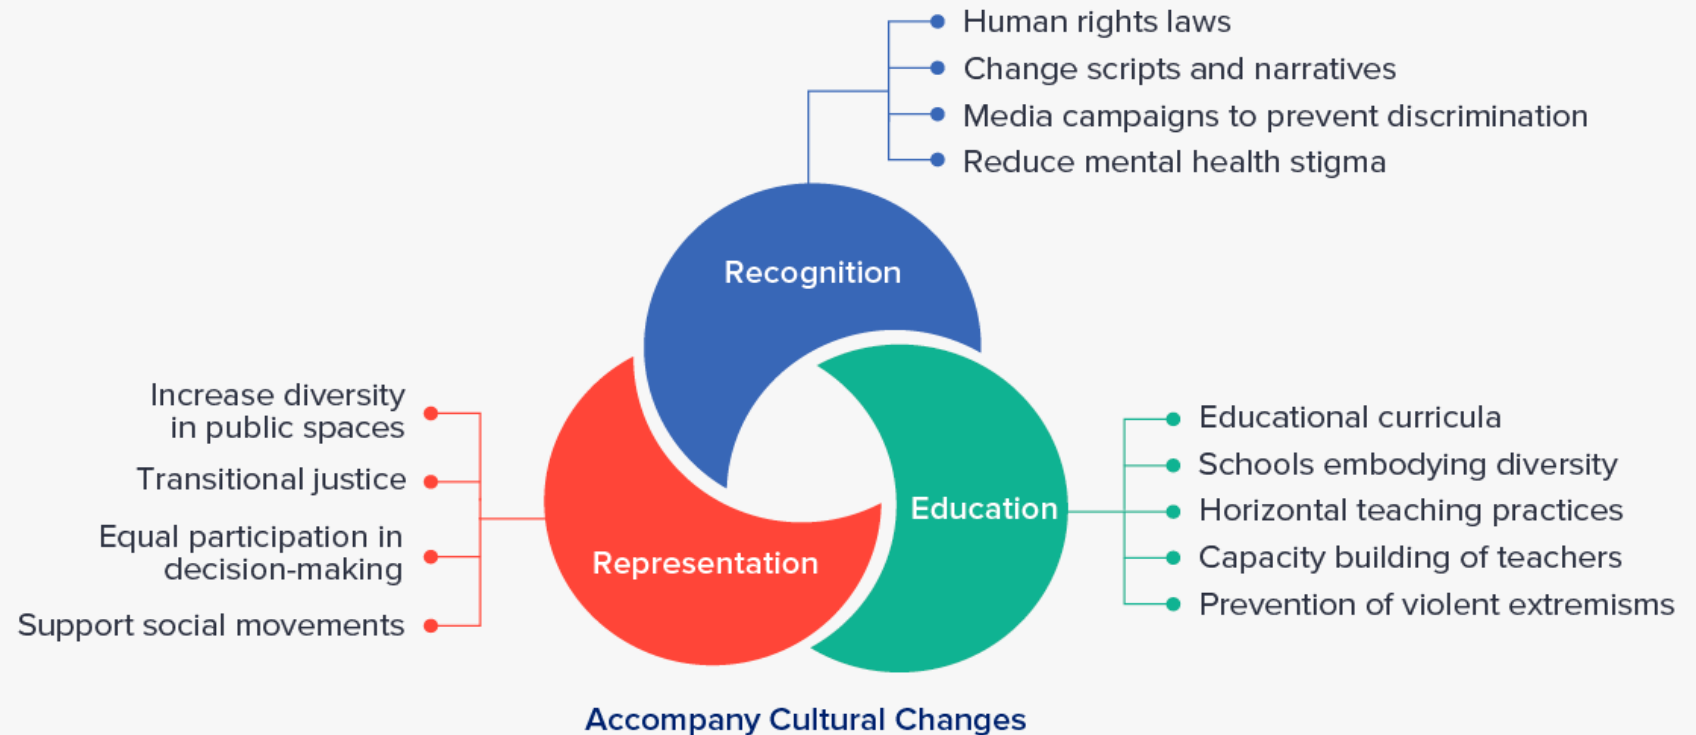 Human rights laws
Change scripts and narratives
Media campaigns to prevent discrimination
Reduce mental health stigma
Recognition
Increase diversity
in public spaces
Transitional justice
Equal participation in
decision-making
Support social movements
Representation
Education
Educational curricula
Schools embodying diversity
Horizontal teaching practices
Capacity building of teachers
Prevention of violent extremisms
Accompany Cultural Changes